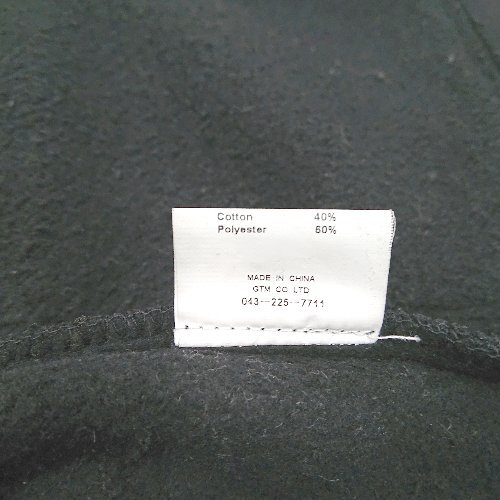 Cotton 40%
Polyester 60%
MADE IN CHINA
GTM CO LTD
043-225-7711